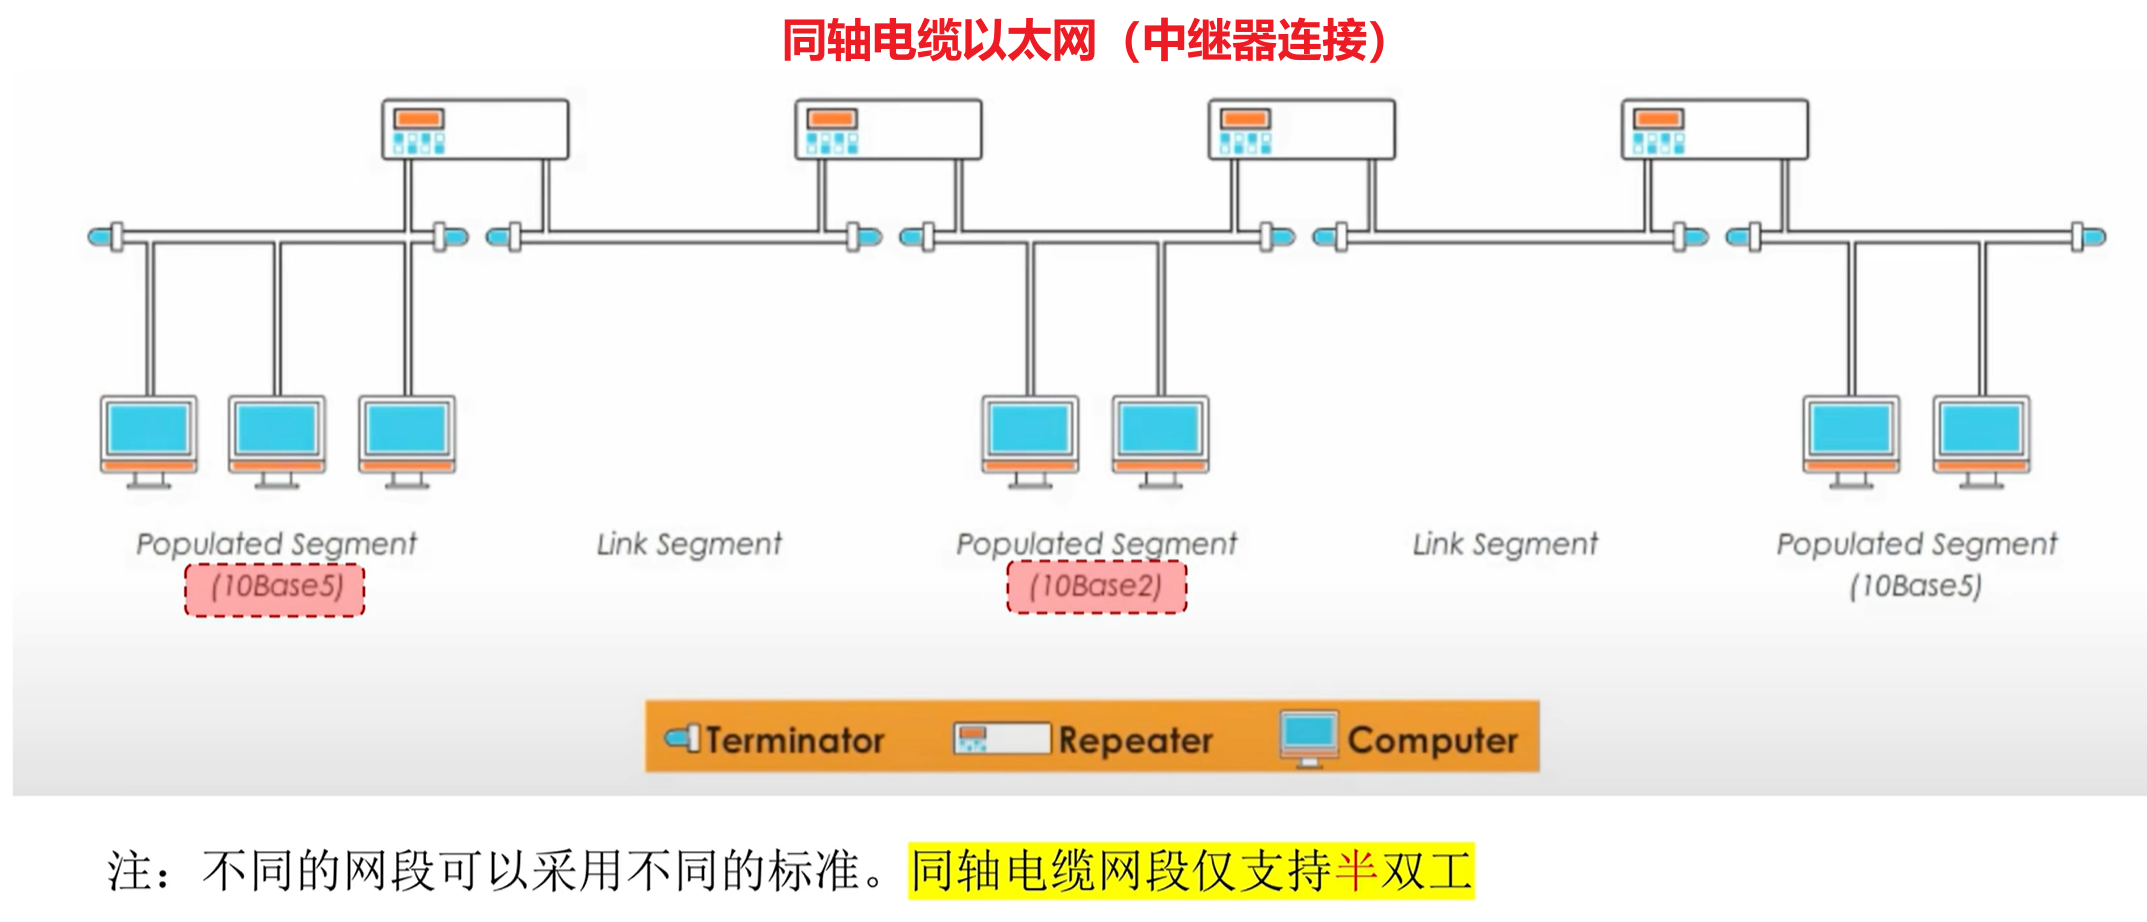 同轴电缆以太网（中继器连接）
Populated Segment
(10Base5)
Link Segment
Populated Segment
(10Base2)
Link Segment
Populated Segment
(10Base5)
Terminator
Repeater
Computer
注：不同的网段可以采用不同的标准。同轴电缆网段仅支持半双工